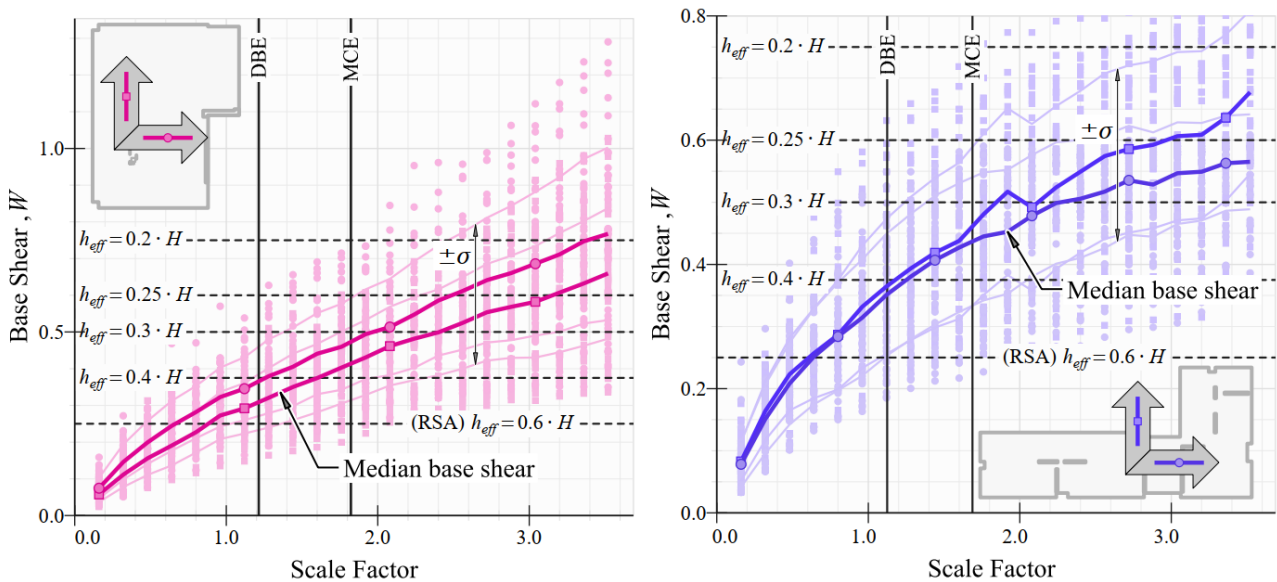 DBE
MCE
1.0
h_eff = 0.2 · H
±σ
h_eff = 0.25 · H
0.5
h_eff = 0.3 · H
h_eff = 0.4 · H
(RSA) h_eff = 0.6 · H
Median base shear
0.0
0.0 1.0 2.0 3.0
Base Shear , W
Scale Factor
0.8
h_eff = 0.2 · H
DBE
MCE
±σ
0.6
h_eff = 0.25 · H
h_eff = 0.3 · H
0.4
h_eff = 0.4 · H
Median base shear
(RSA) h_eff = 0.6 · H
0.2
0.0
0.0 1.0 2.0 3.0
Base Shear , W
Scale Factor